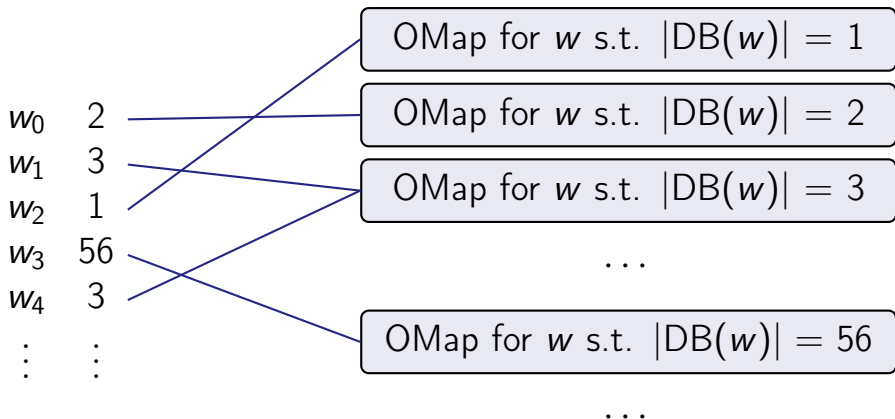 OMap for w s.t. |DB(w)| = 1
w₀ 2
OMap for w s.t. |DB(w)| = 2
w₁ 3
OMap for w s.t. |DB(w)| = 3
w₂ 1
w₃ 56
...
w₄ 3
OMap for w s.t. |DB(w)| = 56
⋮ ⋮
...